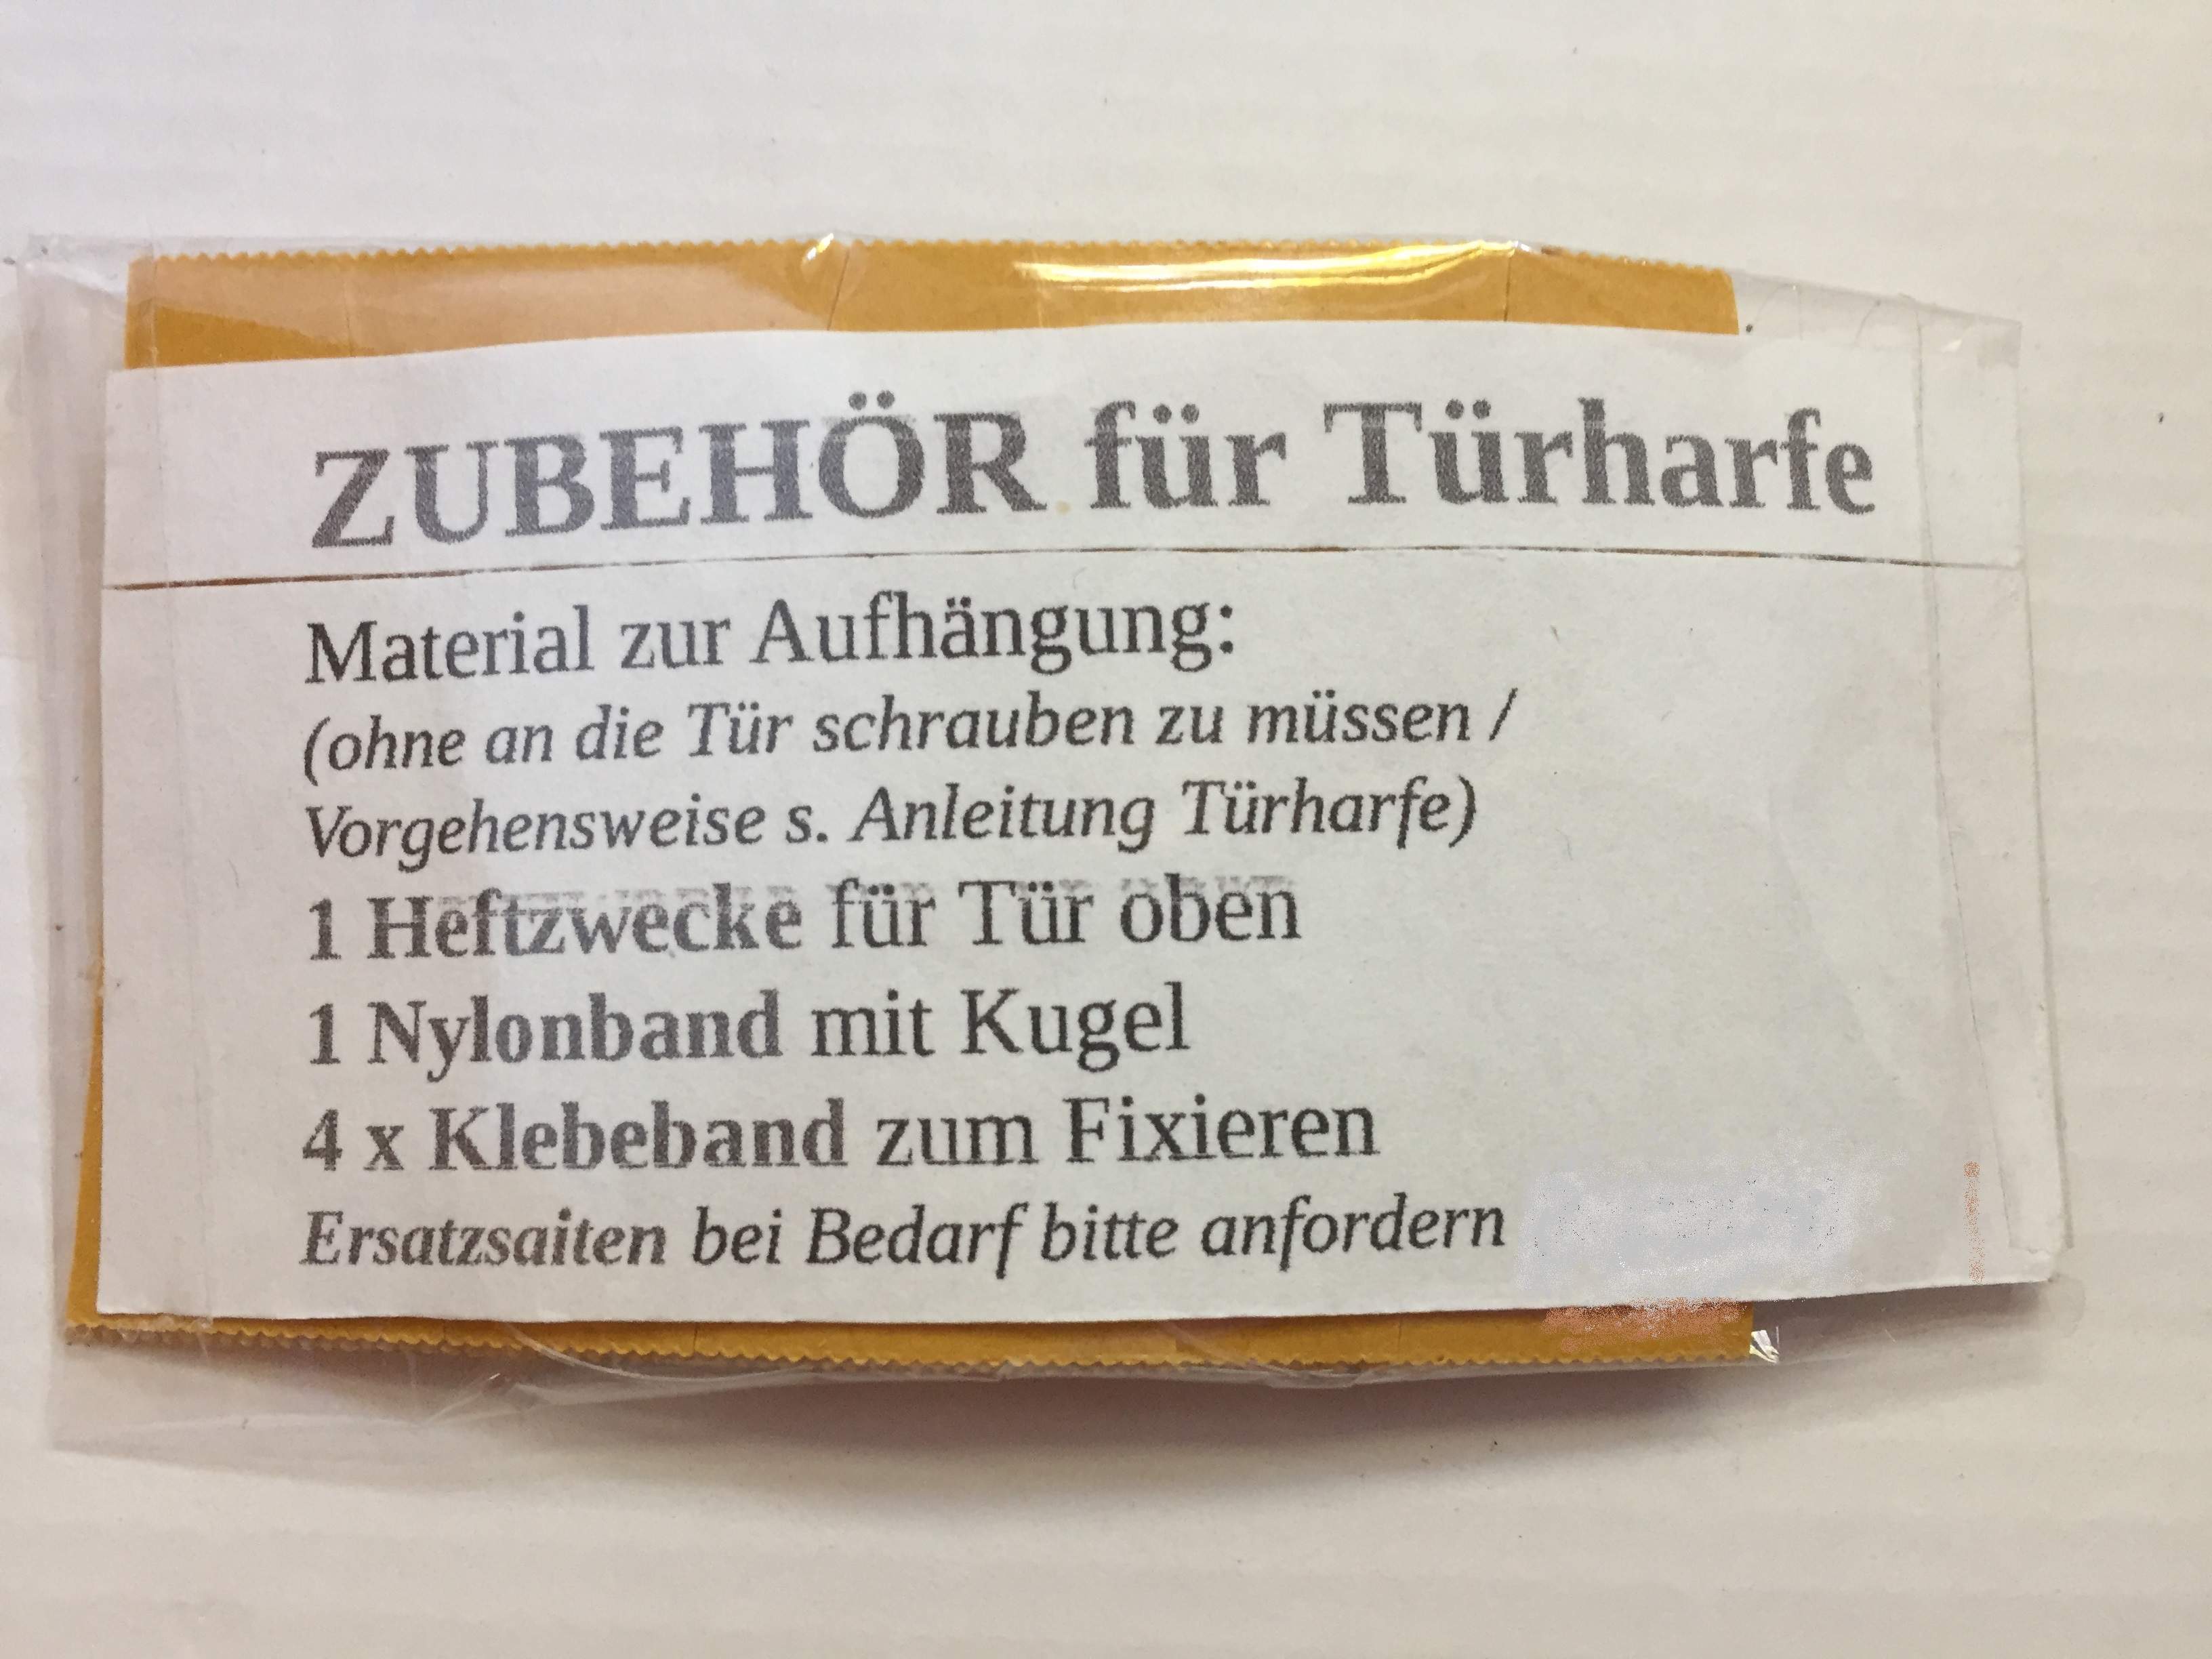 ZUBEHÖR für Türharfe
Material zur Aufhängung:
(ohne an die Tür schrauben zu müssen /
Vorgehensweise s. Anleitung Türharfe)
1 Heftzwecke für Tür oben
1 Nylonband mit Kugel
4 x Klebeband zum Fixieren
Ersatzsaiten bei Bedarf bitte anfordern